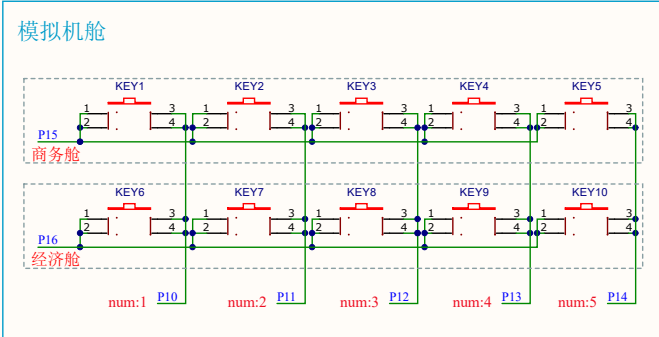 模拟机舱
KEY1 KEY2 KEY3 KEY4 KEY5
1 3 1 3 1 3 1 3 1 3
2 4 2 4 2 4 2 4 2 4
P15
商务舱
KEY6 KEY7 KEY8 KEY9 KEY10
1 3 1 3 1 3 1 3 1 3
2 4 2 4 2 4 2 4 2 4
P16
经济舱
num:1 P10 num:2 P11 num:3 P12 num:4 P13 num:5 P14